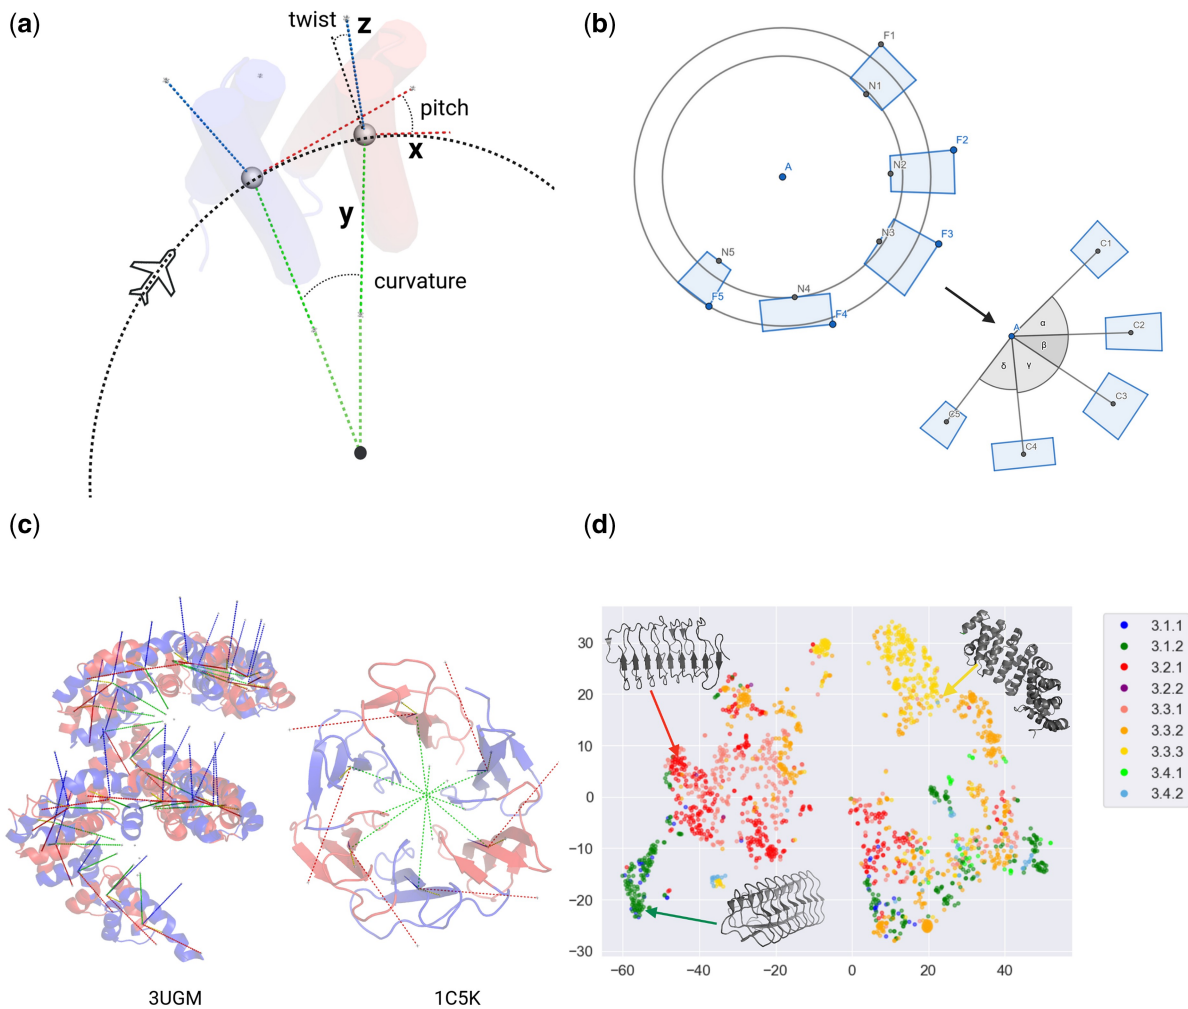 (a)
twist z
pitch
x
y
curvature
(b)
F1
N1
F2
N2
A
N3
F3
N5
N4
F5
F4
C1
A
α
C2
β
δ
γ
C3
C5
C4
(c)
3UGM
1C5K
(d)
30
20
10
0
−10
−20
−30
−60
−40
−20
0
20
40
3.1.1
3.1.2
3.2.1
3.2.2
3.3.1
3.3.2
3.3.3
3.4.1
3.4.2